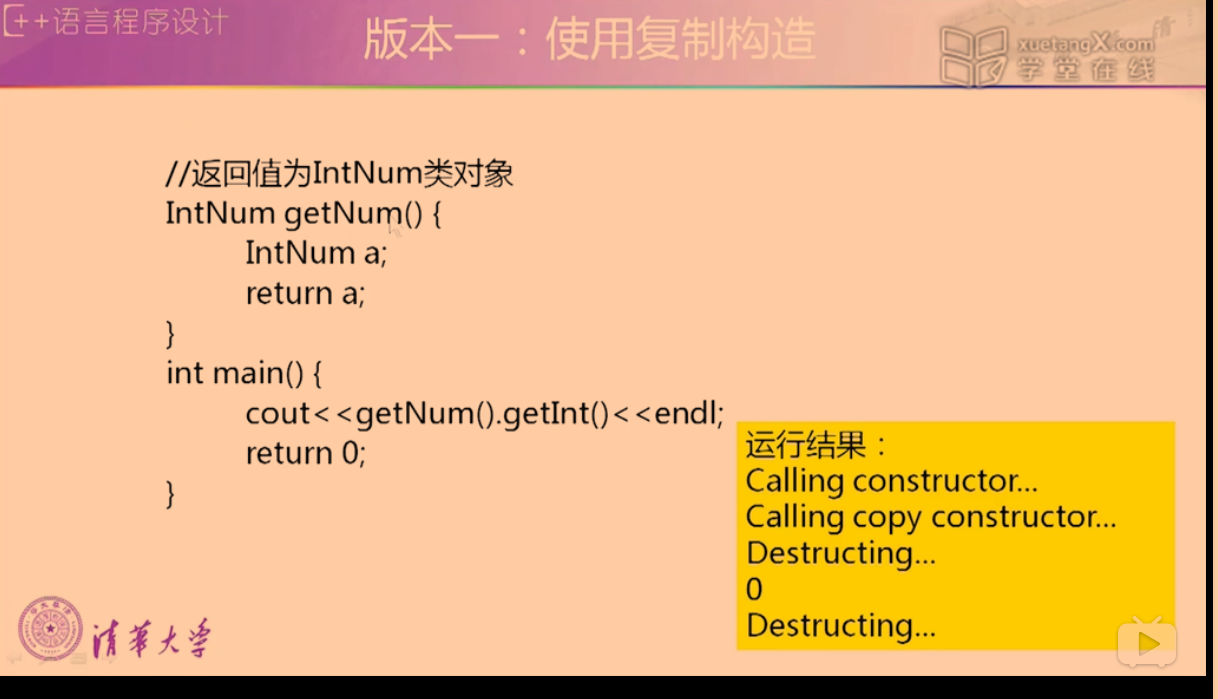 C++语言程序设计
版本一：使用复制构造
xuetangX.com
学堂在线
//返回值为IntNum类对象
IntNum getNum() {
IntNum a;
return a;
}
int main() {
cout<<getNum().getInt()<<endl;
return 0;
}
运行结果：
Calling constructor...
Calling copy constructor...
Destructing...
0
Destructing...
清华大学